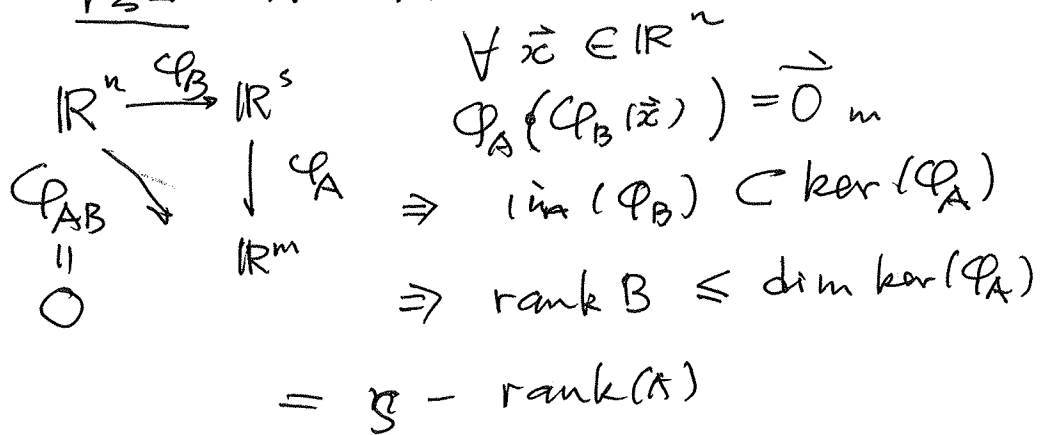 ∀ x⃗ ∈ ℝⁿ
ℝⁿ —φ_B→ ℝˢ
φ_A(φ_B(x⃗)) = 0⃗_m
φ_AB
↓ φ_A
⇒ im(φ_B) ⊂ ker(φ_A)
||
ℝᵐ
O
⇒ rank B ≤ dim ker(φ_A)
= s - rank(A)